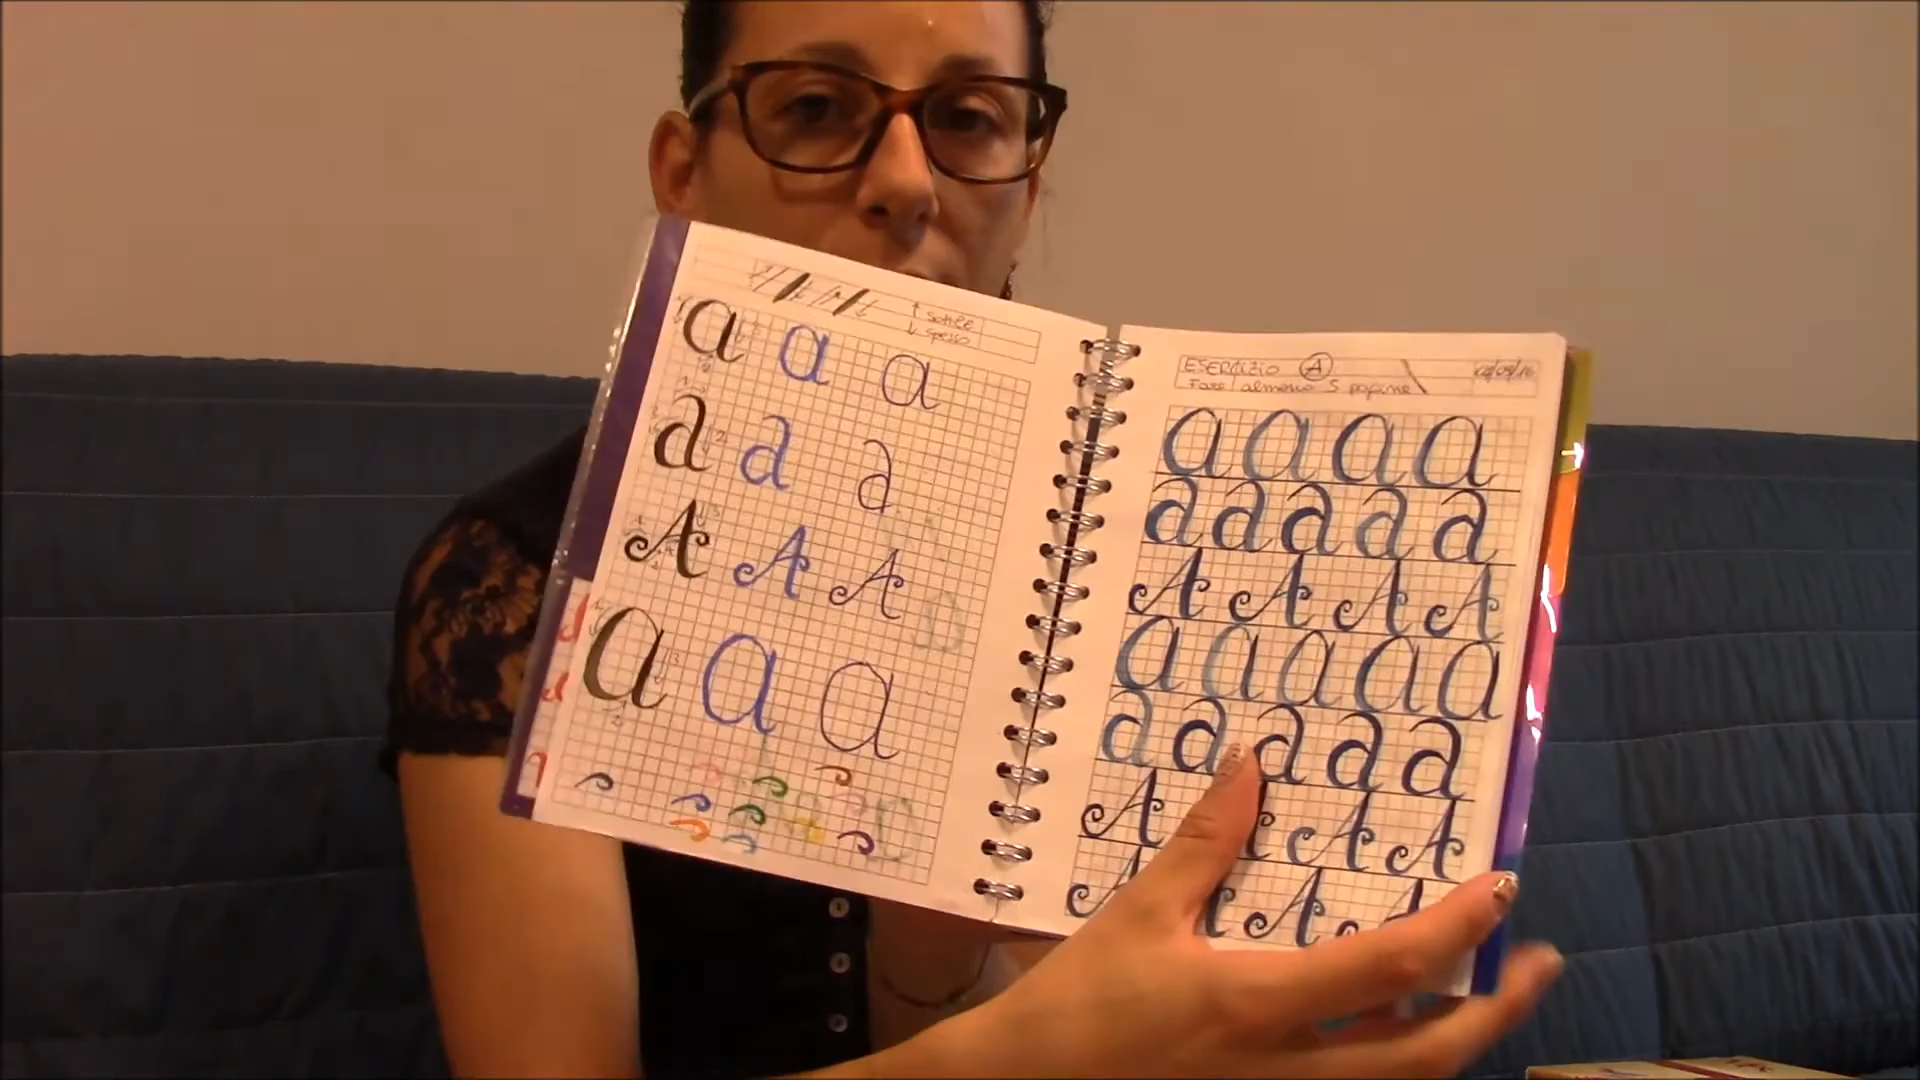 ↑ Sottile
↓ Spesso
a a a
a a a
A A A
a a a
ESERCIZIO A
Fare almeno 5 pagine
a a a a
a a a a a
A A A A
a a a a a
a a a a a
A A A A
A A A A